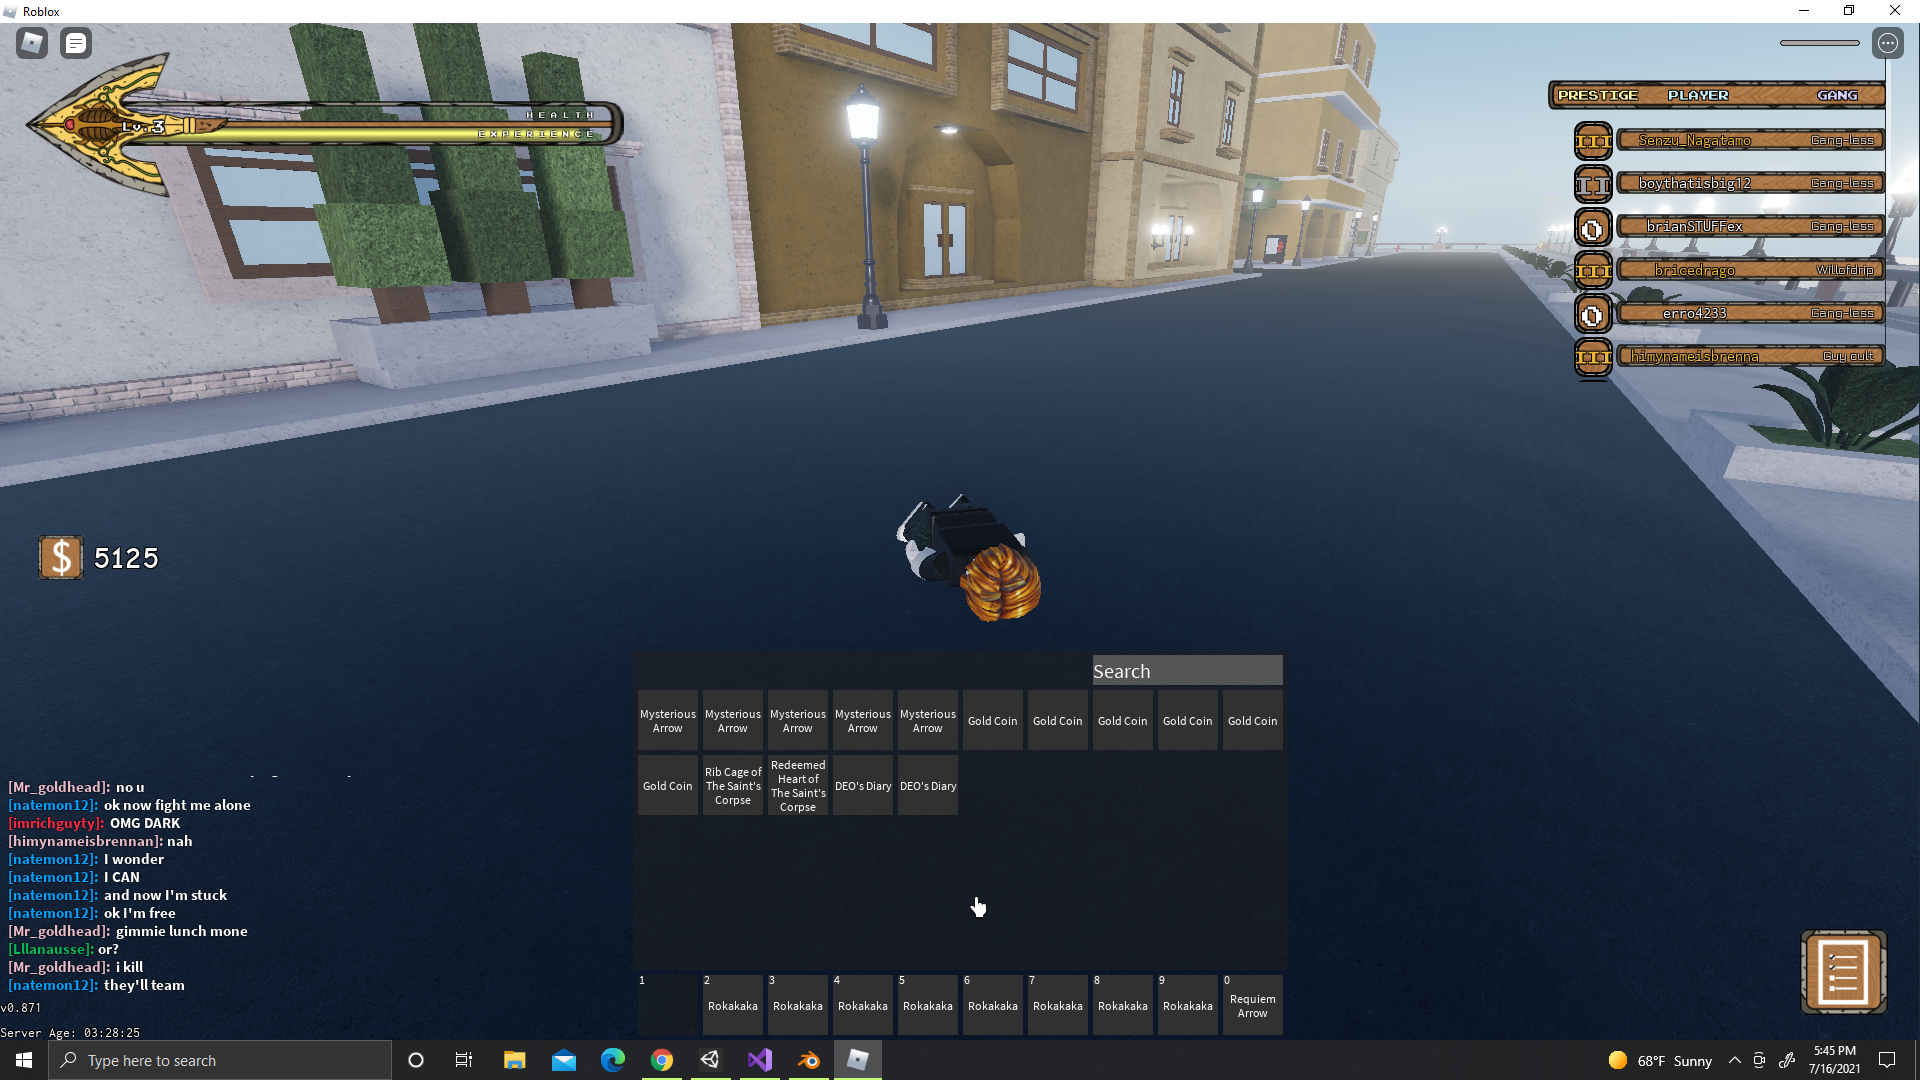 Roblox
Lv.3
HEALTH
EXPERIENCE
PRESTIGE PLAYER GANG
III Senzu_Nagatamo Gang-less
II boythatisbig12 Gang-less
brianSTUFFex Gang-less
III bricedrago Willofdrip
erro4233 Gang-less
III himynameisbrenna Guy cult
$ 5125
Search
Mysterious Arrow
Mysterious Arrow
Mysterious Arrow
Mysterious Arrow
Mysterious Arrow
Gold Coin
Gold Coin
Gold Coin
Gold Coin
Gold Coin
Gold Coin
Rib Cage of The Saint's Corpse
Redeemed Heart of The Saint's Corpse
DEO's Diary
DEO's Diary
[Mr_goldhead]: no u
[natemon12]: ok now fight me alone
[imrichguyty]: OMG DARK
[himynameisbrennan]: nah
[natemon12]: I wonder
[natemon12]: I CAN
[natemon12]: and now I'm stuck
[natemon12]: ok I'm free
[Mr_goldhead]: gimmie lunch mone
[Lllanausse]: or?
[Mr_goldhead]: i kill
[natemon12]: they'll team
v0.871
Server Age: 03:28:25
1
2 Rokakaka
3 Rokakaka
4 Rokakaka
5 Rokakaka
6 Rokakaka
7 Rokakaka
8 Rokakaka
9 Rokakaka
0 Requiem Arrow
Type here to search
68°F Sunny
5:45 PM
7/16/2021